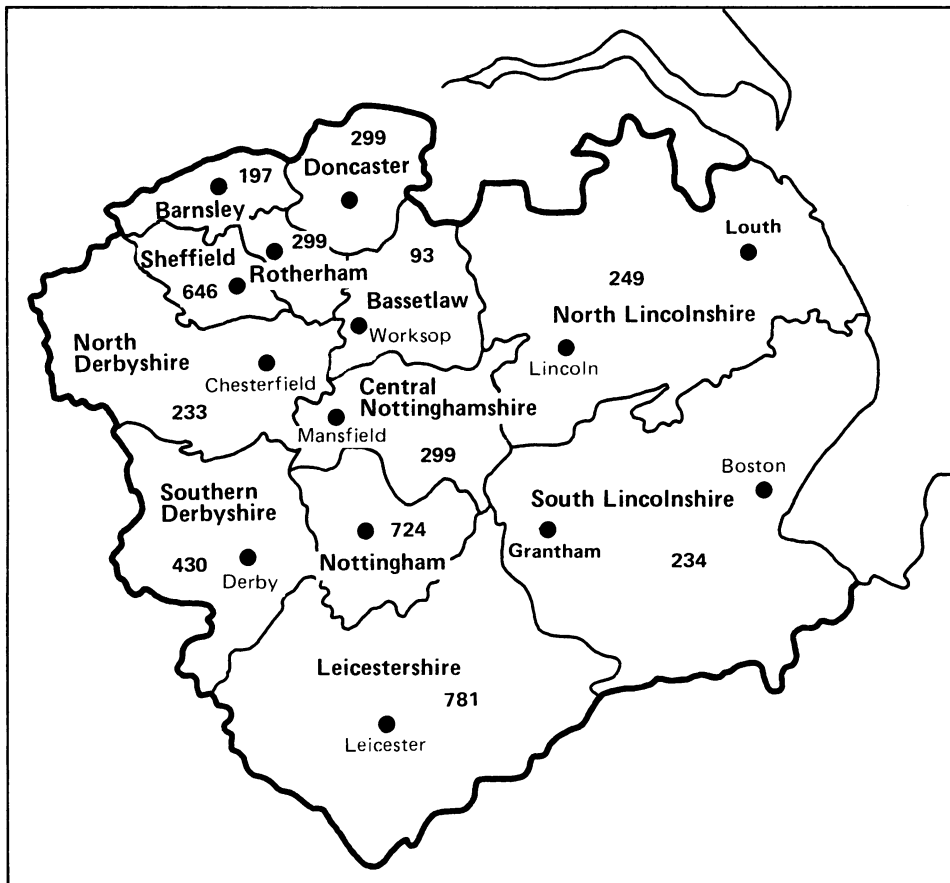 299
Doncaster
197
Barnsley
299
Rotherham
Sheffield
646
93
Bassetlaw
Worksop
Louth
249
North Lincolnshire
Lincoln
North
Derbyshire
Chesterfield
233
Central
Nottinghamshire
Mansfield
299
Boston
South Lincolnshire
Grantham
234
Southern
Derbyshire
430
Derby
724
Nottingham
Leicestershire
781
Leicester